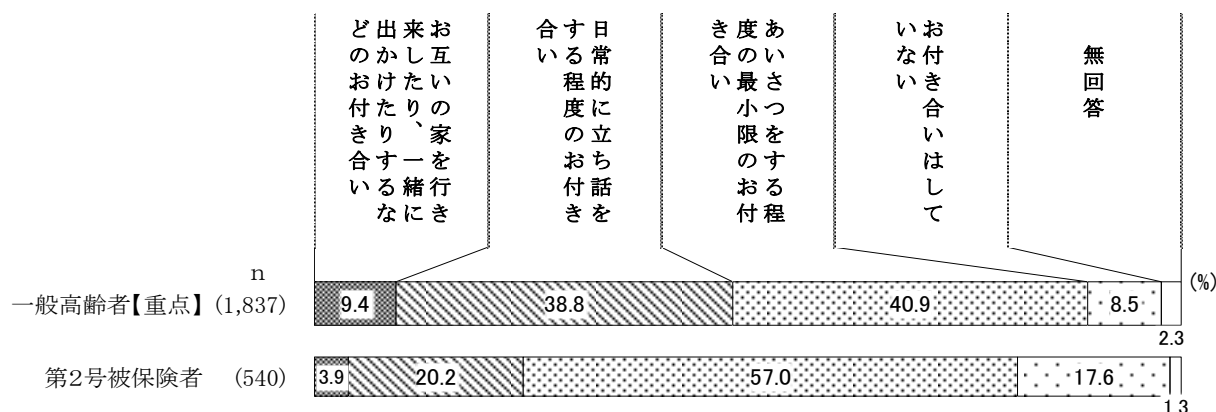 お互いの家を行き
来したり、一緒に
出かけたりするな
どのお付き合い
日常的に立ち話を
する程度のお付き
合い
あいさつをする程
度の最小限のお付
き合い
お付き合いはして
いない
無回答
n
(%)
一般高齢者【重点】 (1,837)
9.4
38.8
40.9
8.5
2.3
第2号被保険者 (540)
3.9
20.2
57.0
17.6
1.3